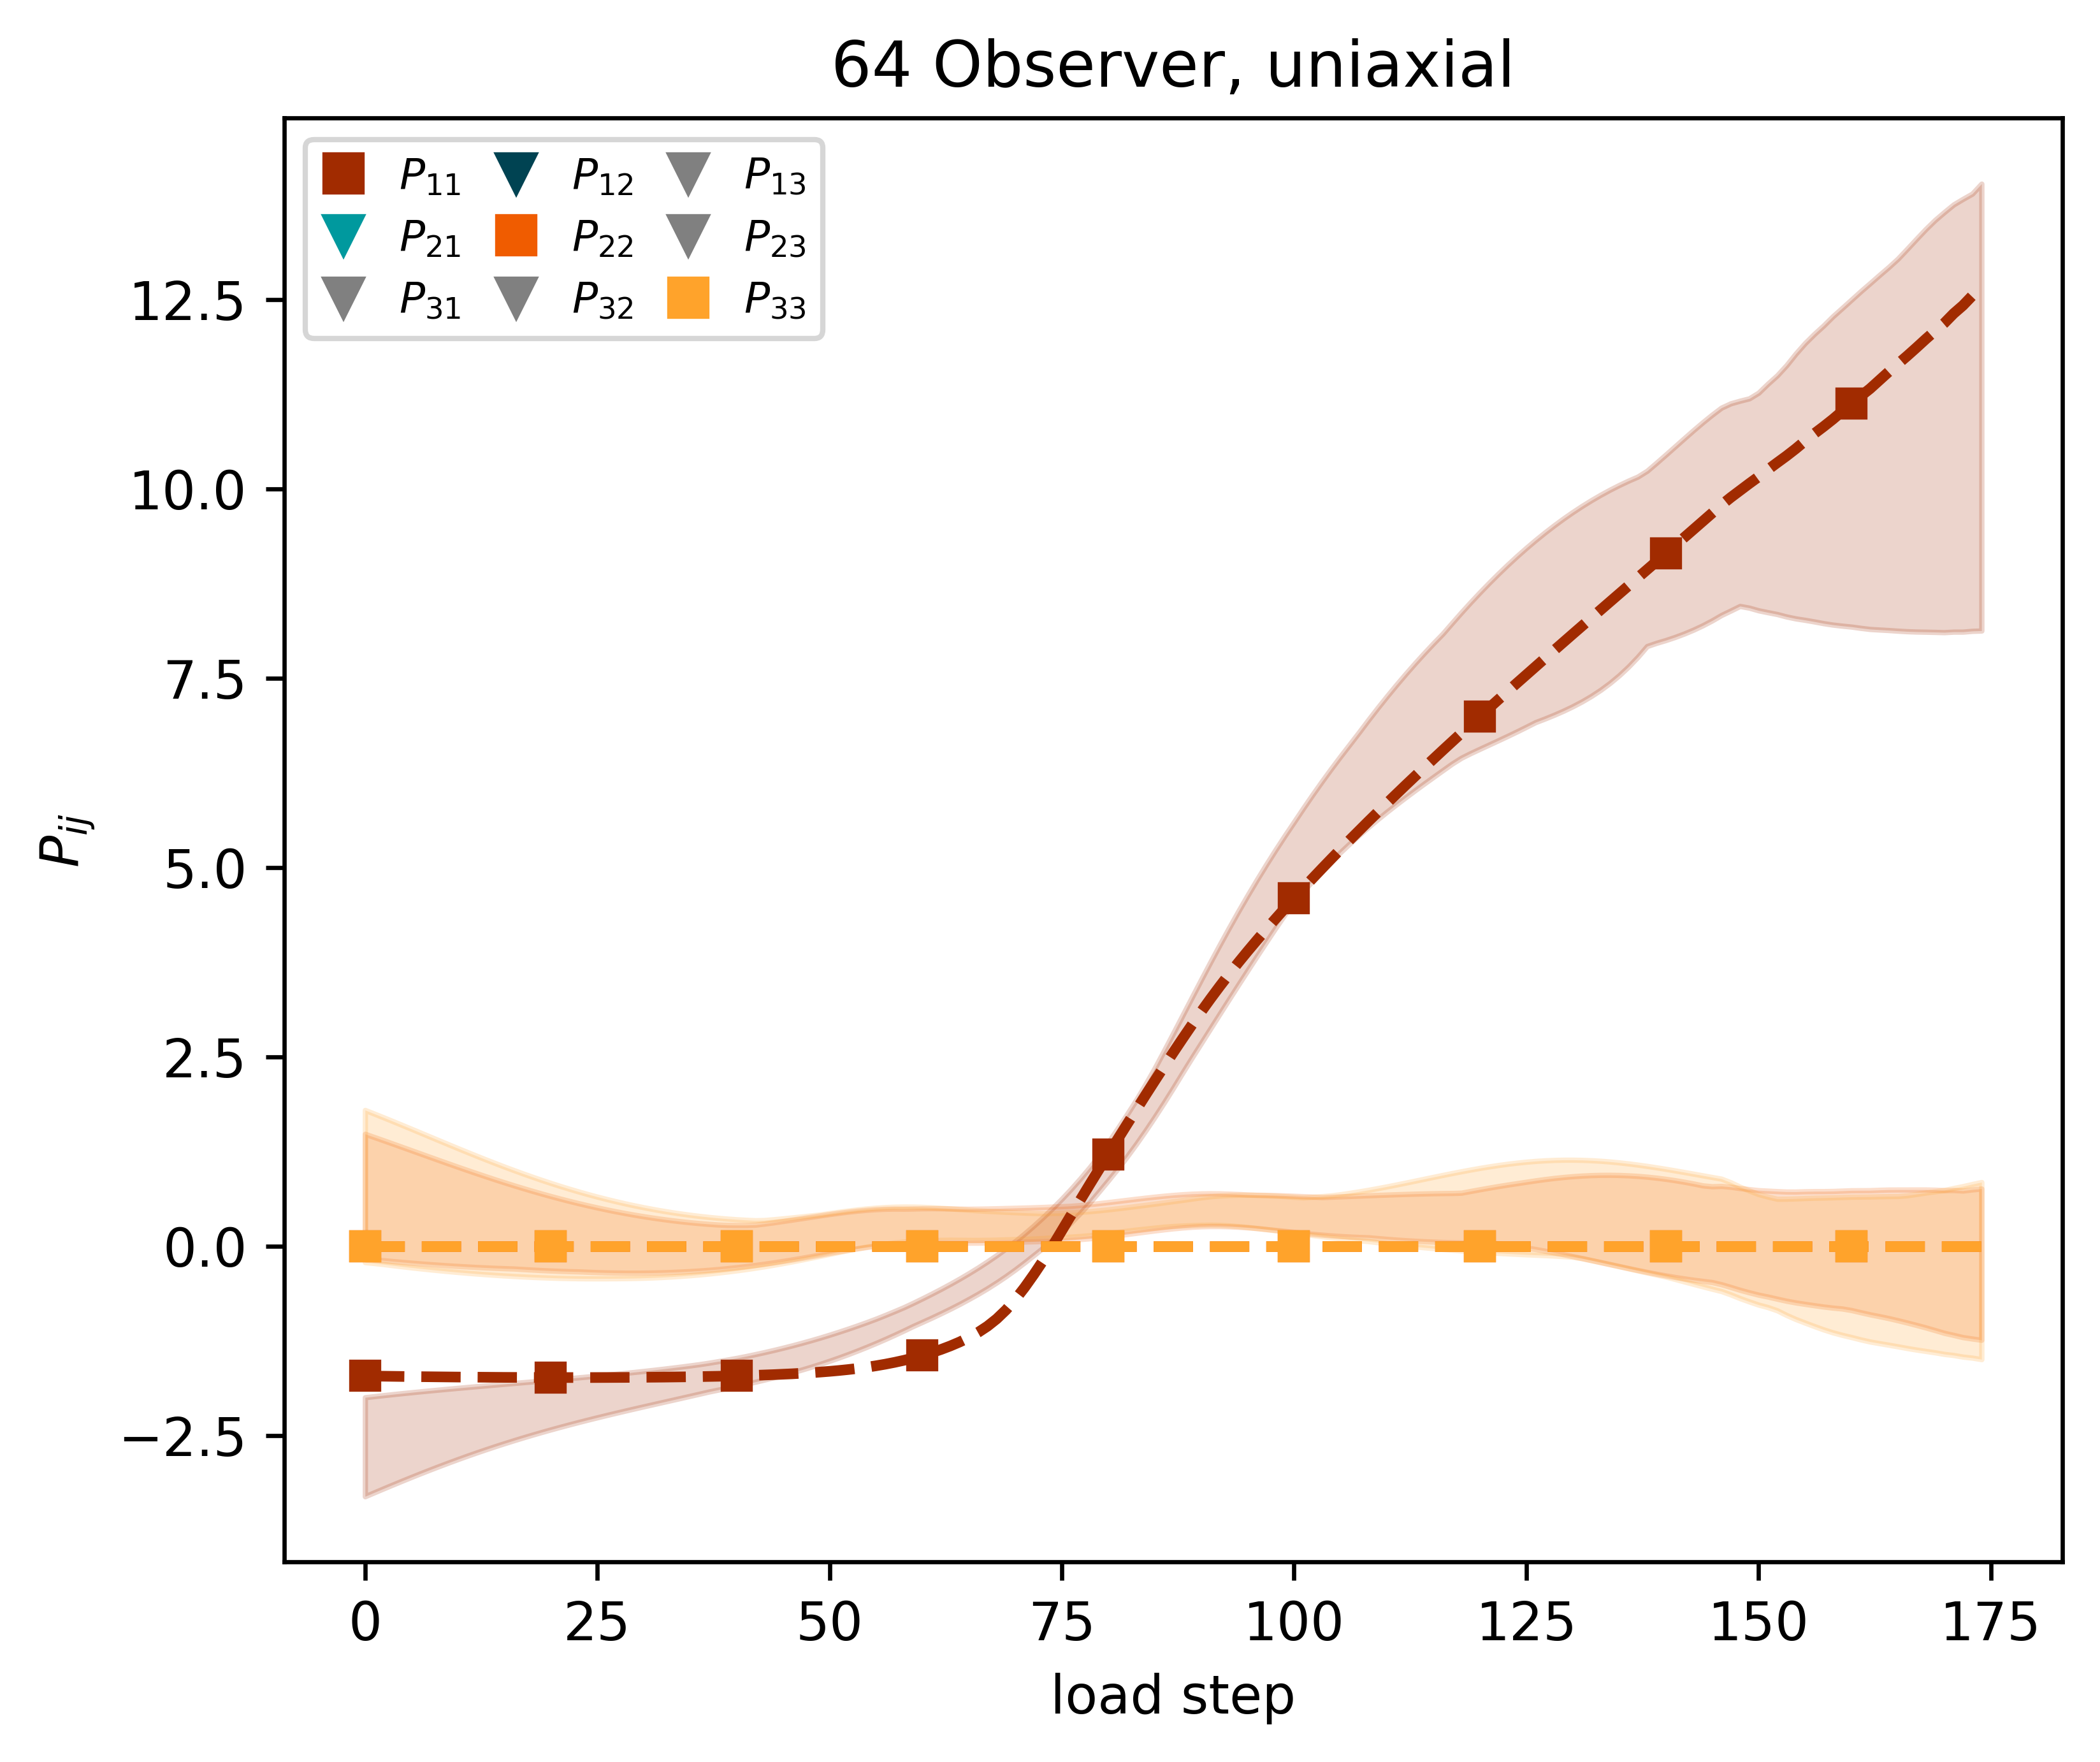 64 Observer, uniaxial
P₁₁ P₁₂ P₁₃
P₂₁ P₂₂ P₂₃
P₃₁ P₃₂ P₃₃
12.5
10.0
7.5
5.0
2.5
0.0
−2.5
Pᵢⱼ
0 25 50 75 100 125 150 175
load step